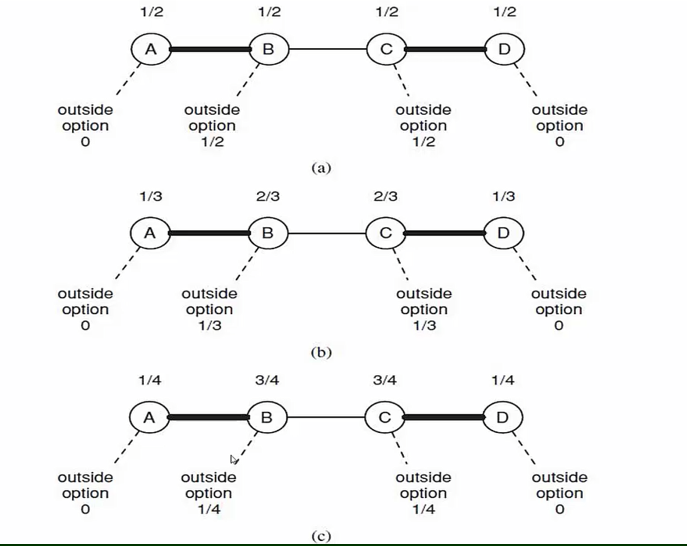 1/2 1/2 1/2 1/2
A B C D
outside outside outside outside
option option option option
0 1/2 1/2 0
(a)
1/3 2/3 2/3 1/3
A B C D
outside outside outside outside
option option option option
0 1/3 1/3 0
(b)
1/4 3/4 3/4 1/4
A B C D
outside outside outside outside
option option option option
0 1/4 1/4 0
(c)